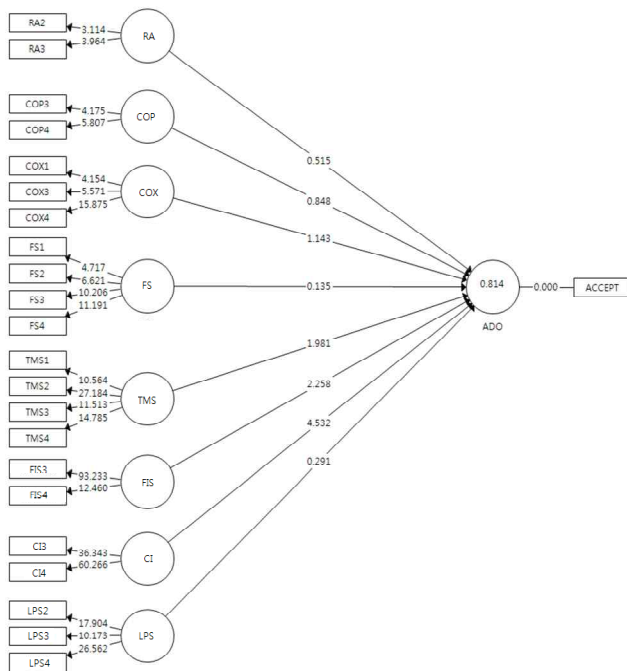 RA2
3.114
RA3
3.964
RA
COP3
4.175
COP4
5.807
COP
COX1
4.154
COX3
5.571
COX4
15.875
COX
FS1
4.717
FS2
6.621
FS3
10.206
FS4
11.191
FS
TMS1
10.564
TMS2
27.184
TMS3
11.513
TMS4
14.785
TMS
FIS3
93.233
FIS4
12.460
FIS
CI3
36.343
CI4
60.266
CI
LPS2
17.904
LPS3
10.173
LPS4
26.562
LPS
0.515
0.848
1.143
0.135
1.981
2.258
4.532
0.291
0.814
ADO
0.000
ACCEPT